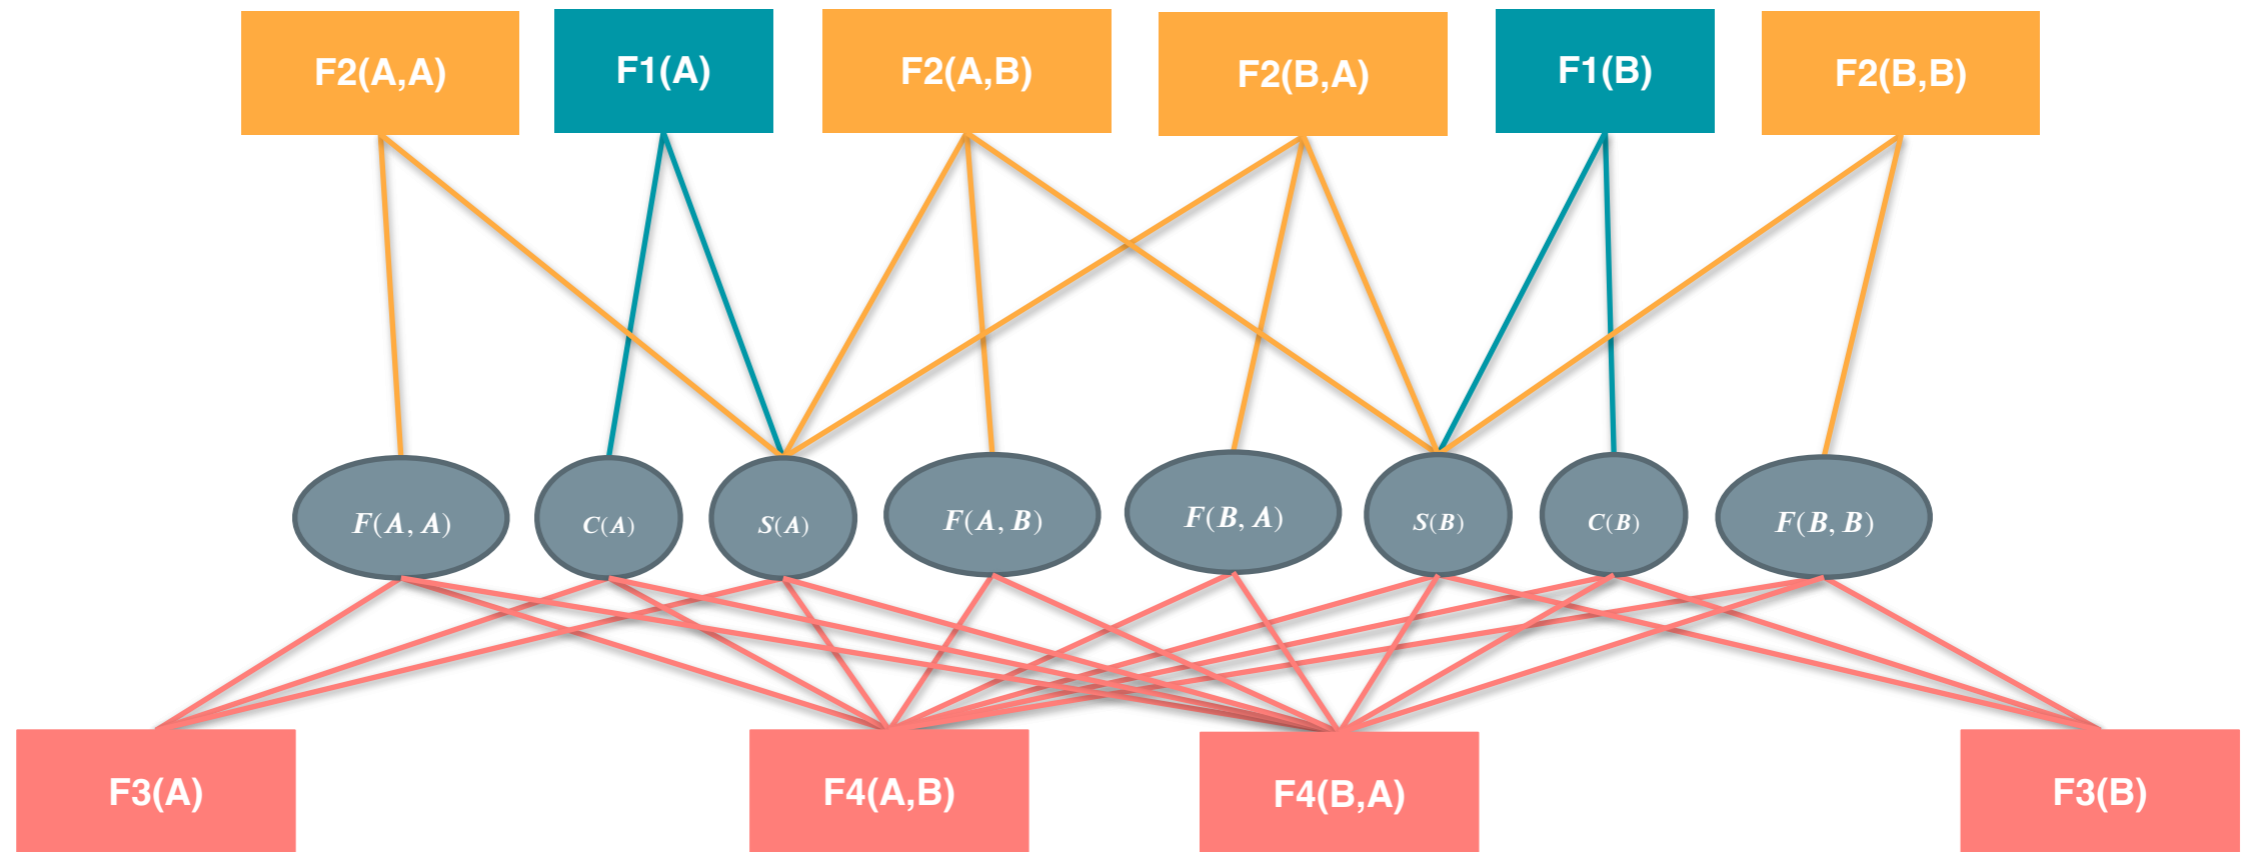 F2(A,A)
F1(A)
F2(A,B)
F2(B,A)
F1(B)
F2(B,B)
F(A, A)
C(A)
S(A)
F(A, B)
F(B, A)
S(B)
C(B)
F(B, B)
F3(A)
F4(A,B)
F4(B,A)
F3(B)